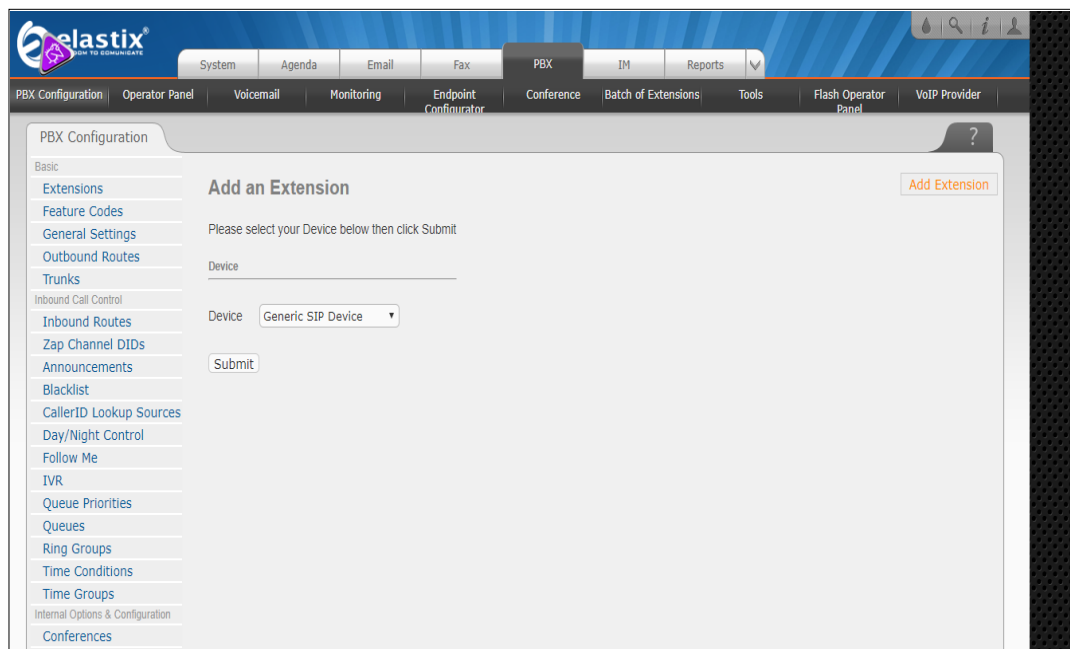 elastix®
DOM TO COMUNICATE
System Agenda Email Fax PBX IM Reports
PBX Configuration Operator Panel Voicemail Monitoring Endpoint Configurator Conference Batch of Extensions Tools Flash Operator Panel VoIP Provider
PBX Configuration ?
Basic
Extensions
Feature Codes
General Settings
Outbound Routes
Trunks
Inbound Call Control
Inbound Routes
Zap Channel DIDs
Announcements
Blacklist
CallerID Lookup Sources
Day/Night Control
Follow Me
IVR
Queue Priorities
Queues
Ring Groups
Time Conditions
Time Groups
Internal Options & Configuration
Conferences
Add an Extension
Add Extension
Please select your Device below then click Submit
Device
Device Generic SIP Device
Submit